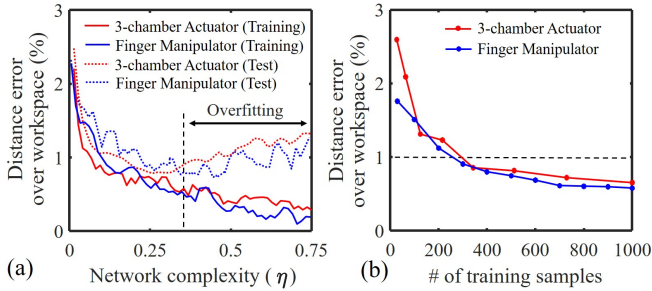 3-chamber Actuator (Training)
Finger Manipulator (Training)
3-chamber Actuator (Test)
Finger Manipulator (Test)
Overfitting
Distance error
over workspace (%)
3
2
1
0
0
0.25
0.5
0.75
Network complexity ( η )
(a)
3-chamber Actuator
Finger Manipulator
Distance error
over workspace (%)
3
2
1
0
0
200
400
600
800
1000
# of training samples
(b)